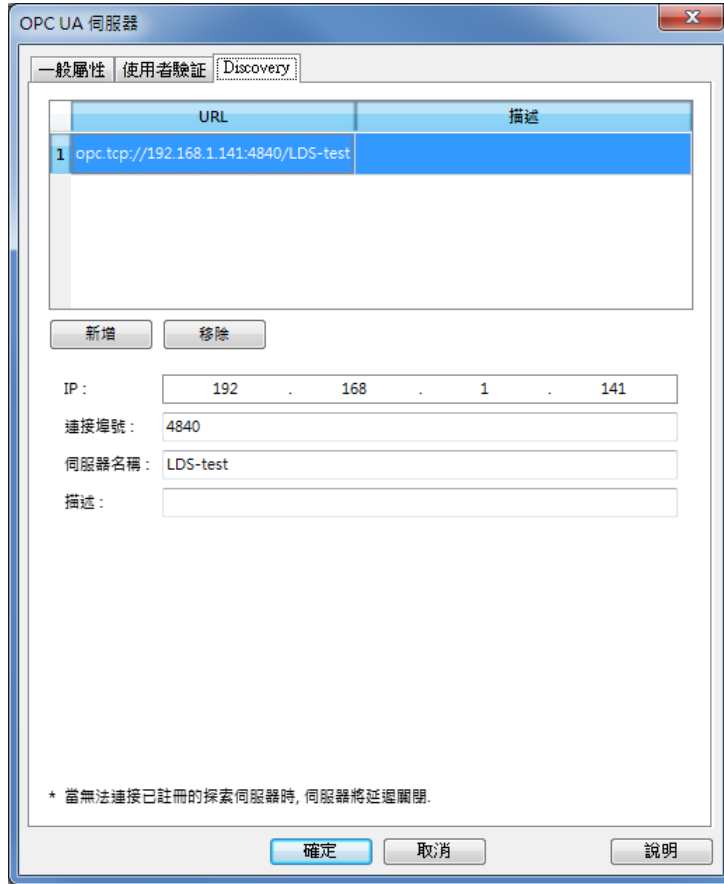 OPC UA 伺服器
一般屬性 使用者驗証 Discovery
URL 描述
1 opc.tcp://192.168.1.141:4840/LDS-test
新增 移除
IP : 192 . 168 . 1 . 141
連接埠號 : 4840
伺服器名稱 : LDS-test
描述 :
* 當無法連接已註冊的探索伺服器時, 伺服器將延遲關閉.
確定 取消 說明